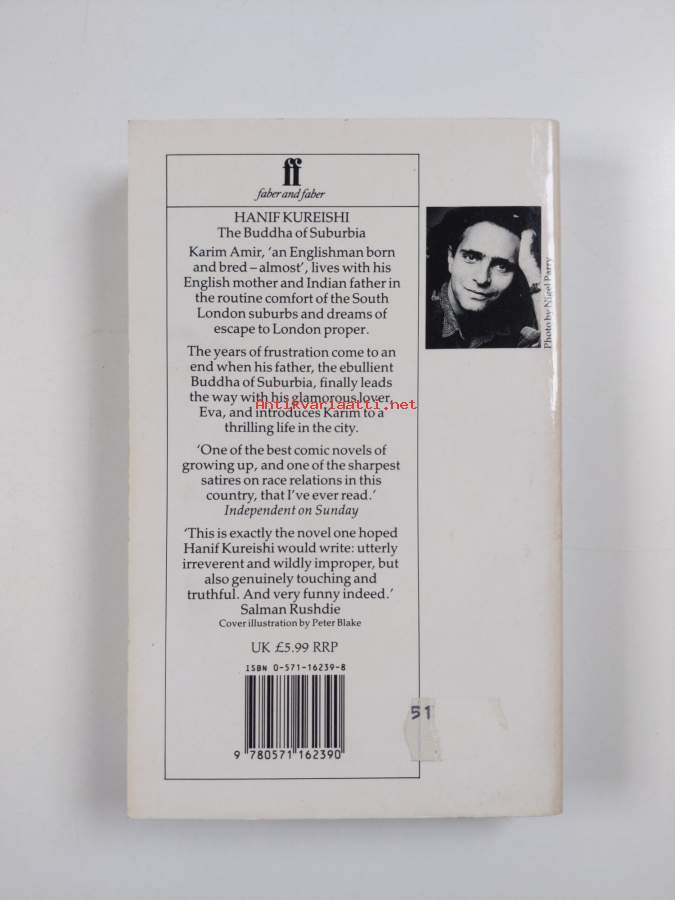 ff
faber and faber
HANIF KUREISHI
The Buddha of Suburbia
Karim Amir, ‘an Englishman born
and bred – almost’, lives with his
English mother and Indian father in
the routine comfort of the South
London suburbs and dreams of
escape to London proper.
The years of frustration come to an
end when his father, the ebullient
Buddha of Suburbia, finally leads
the way with his glamorous lover,
Eva, and introduces Karim to a
thrilling life in the city.
‘One of the best comic novels of
growing up, and one of the sharpest
satires on race relations in this
country, that I’ve ever read.’
Independent on Sunday
‘This is exactly the novel one hoped
Hanif Kureishi would write: utterly
irreverent and wildly improper, but
also genuinely touching and
truthful. And very funny indeed.’
Salman Rushdie
Cover illustration by Peter Blake
UK £5.99 RRP
ISBN 0-571-16239-8
9 780571 162390
Photo by Nigel Parry
51
Antikvariaatti.net